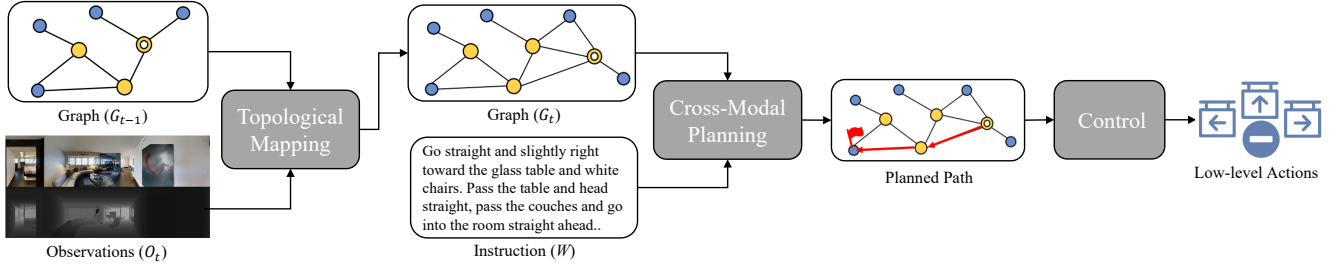 Graph (G_{t-1})
Observations (O_t)
Topological
Mapping
Graph (G_t)
Go straight and slightly right
toward the glass table and white
chairs. Pass the table and head
straight, pass the couches and go
into the room straight ahead..
Instruction (W)
Cross-Modal
Planning
Planned Path
Control
Low-level Actions